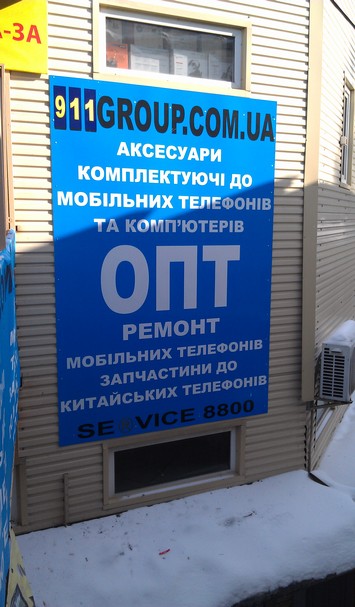 А-3А
911GROUP.COM.UA
АКСЕСУАРИ
КОМПЛЕКТУЮЧІ ДО
МОБІЛЬНИХ ТЕЛЕФОНІВ
ТА КОМП'ЮТЕРІВ
ОПТ
РЕМОНТ
МОБІЛЬНИХ ТЕЛЕФОНІВ
ЗАПЧАСТИНИ ДО
КИТАЙСЬКИХ ТЕЛЕФОНІВ
SERVICE 8800